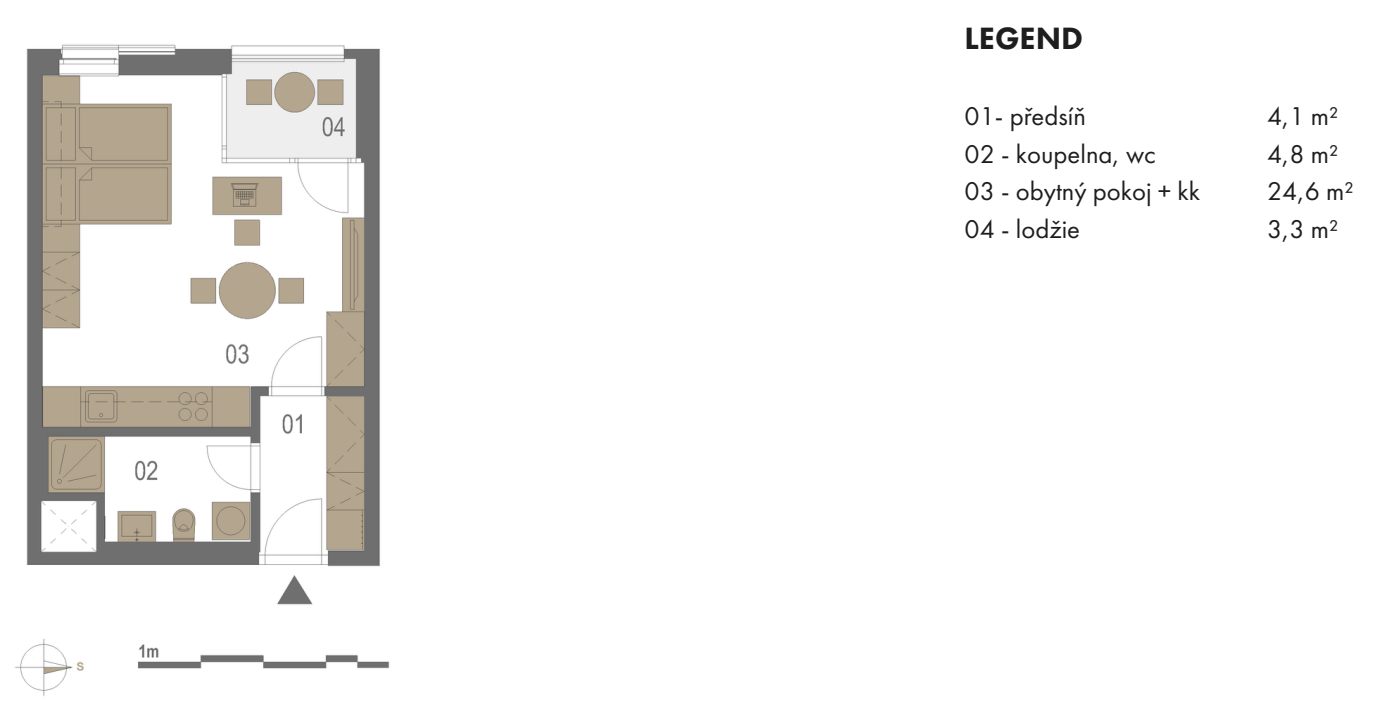 LEGEND
01- předsíň 4,1 m²
02 - koupelna, wc 4,8 m²
03 - obytný pokoj + kk 24,6 m²
04 - lodžie 3,3 m²
04
03
01
02
1m
S